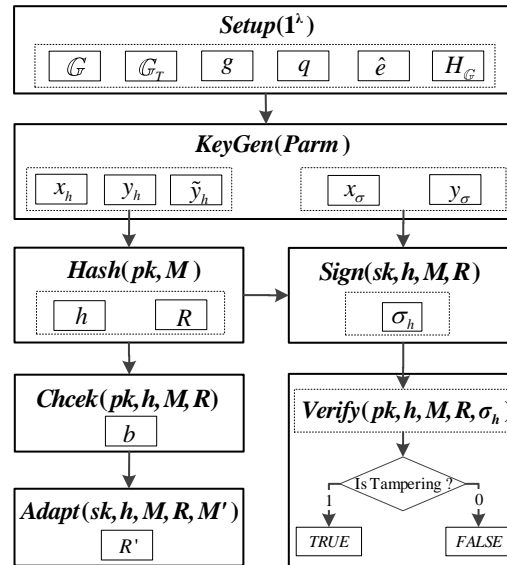 Setup(1^λ)
𝔾 𝔾_T g q ê H_𝔾
KeyGen(Parm)
x_h y_h ỹ_h x_σ y_σ
Hash(pk,M) Sign(sk,h,M,R)
h R σ_h
Chcek(pk,h,M,R) Verify(pk,h,M,R,σ_h)
b
Is Tampering ?
1 0
Adapt(sk,h,M,R,M')
R' TRUE FALSE